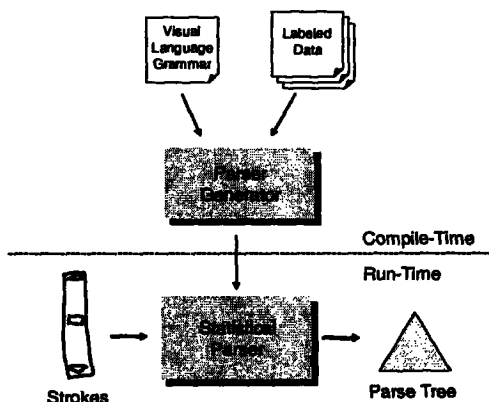 Visual
Language
Grammar
Labeled
Data
Parser
Generator
Compile-Time
Run-Time
Statistical
Parser
Strokes
Parse Tree